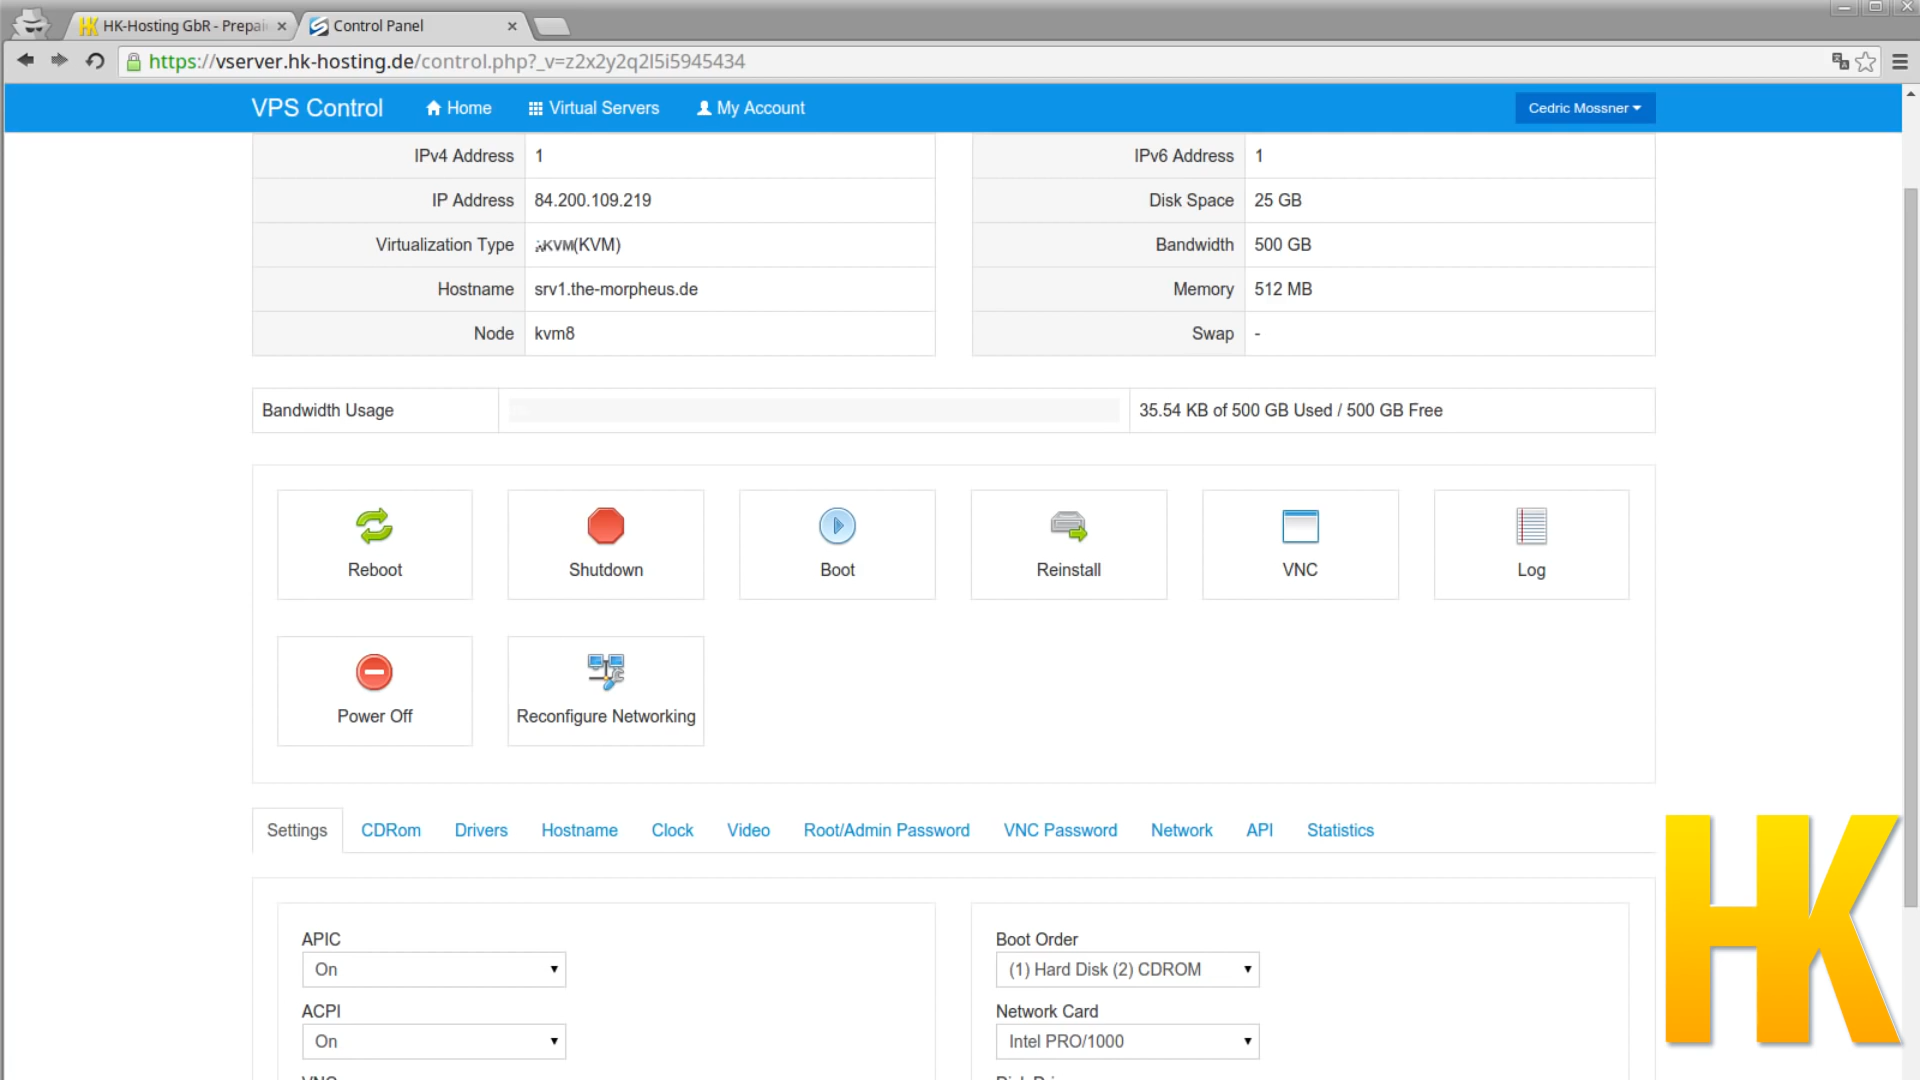 HK-Hosting GbR - Prepai
Control Panel
https://vserver.hk-hosting.de/control.php?_v=z2x2y2q2l5i5945434
VPS Control Home Virtual Servers My Account Cedric Mossner
IPv4 Address 1 IPv6 Address 1
IP Address 84.200.109.219 Disk Space 25 GB
Virtualization Type KVM(KVM) Bandwidth 500 GB
Hostname srv1.the-morpheus.de Memory 512 MB
Node kvm8 Swap -
Bandwidth Usage 35.54 KB of 500 GB Used / 500 GB Free
Reboot Shutdown Boot Reinstall VNC Log
Power Off Reconfigure Networking
Settings CDRom Drivers Hostname Clock Video Root/Admin Password VNC Password Network API Statistics
APIC Boot Order
On (1) Hard Disk (2) CDROM
ACPI Network Card
On Intel PRO/1000
HK